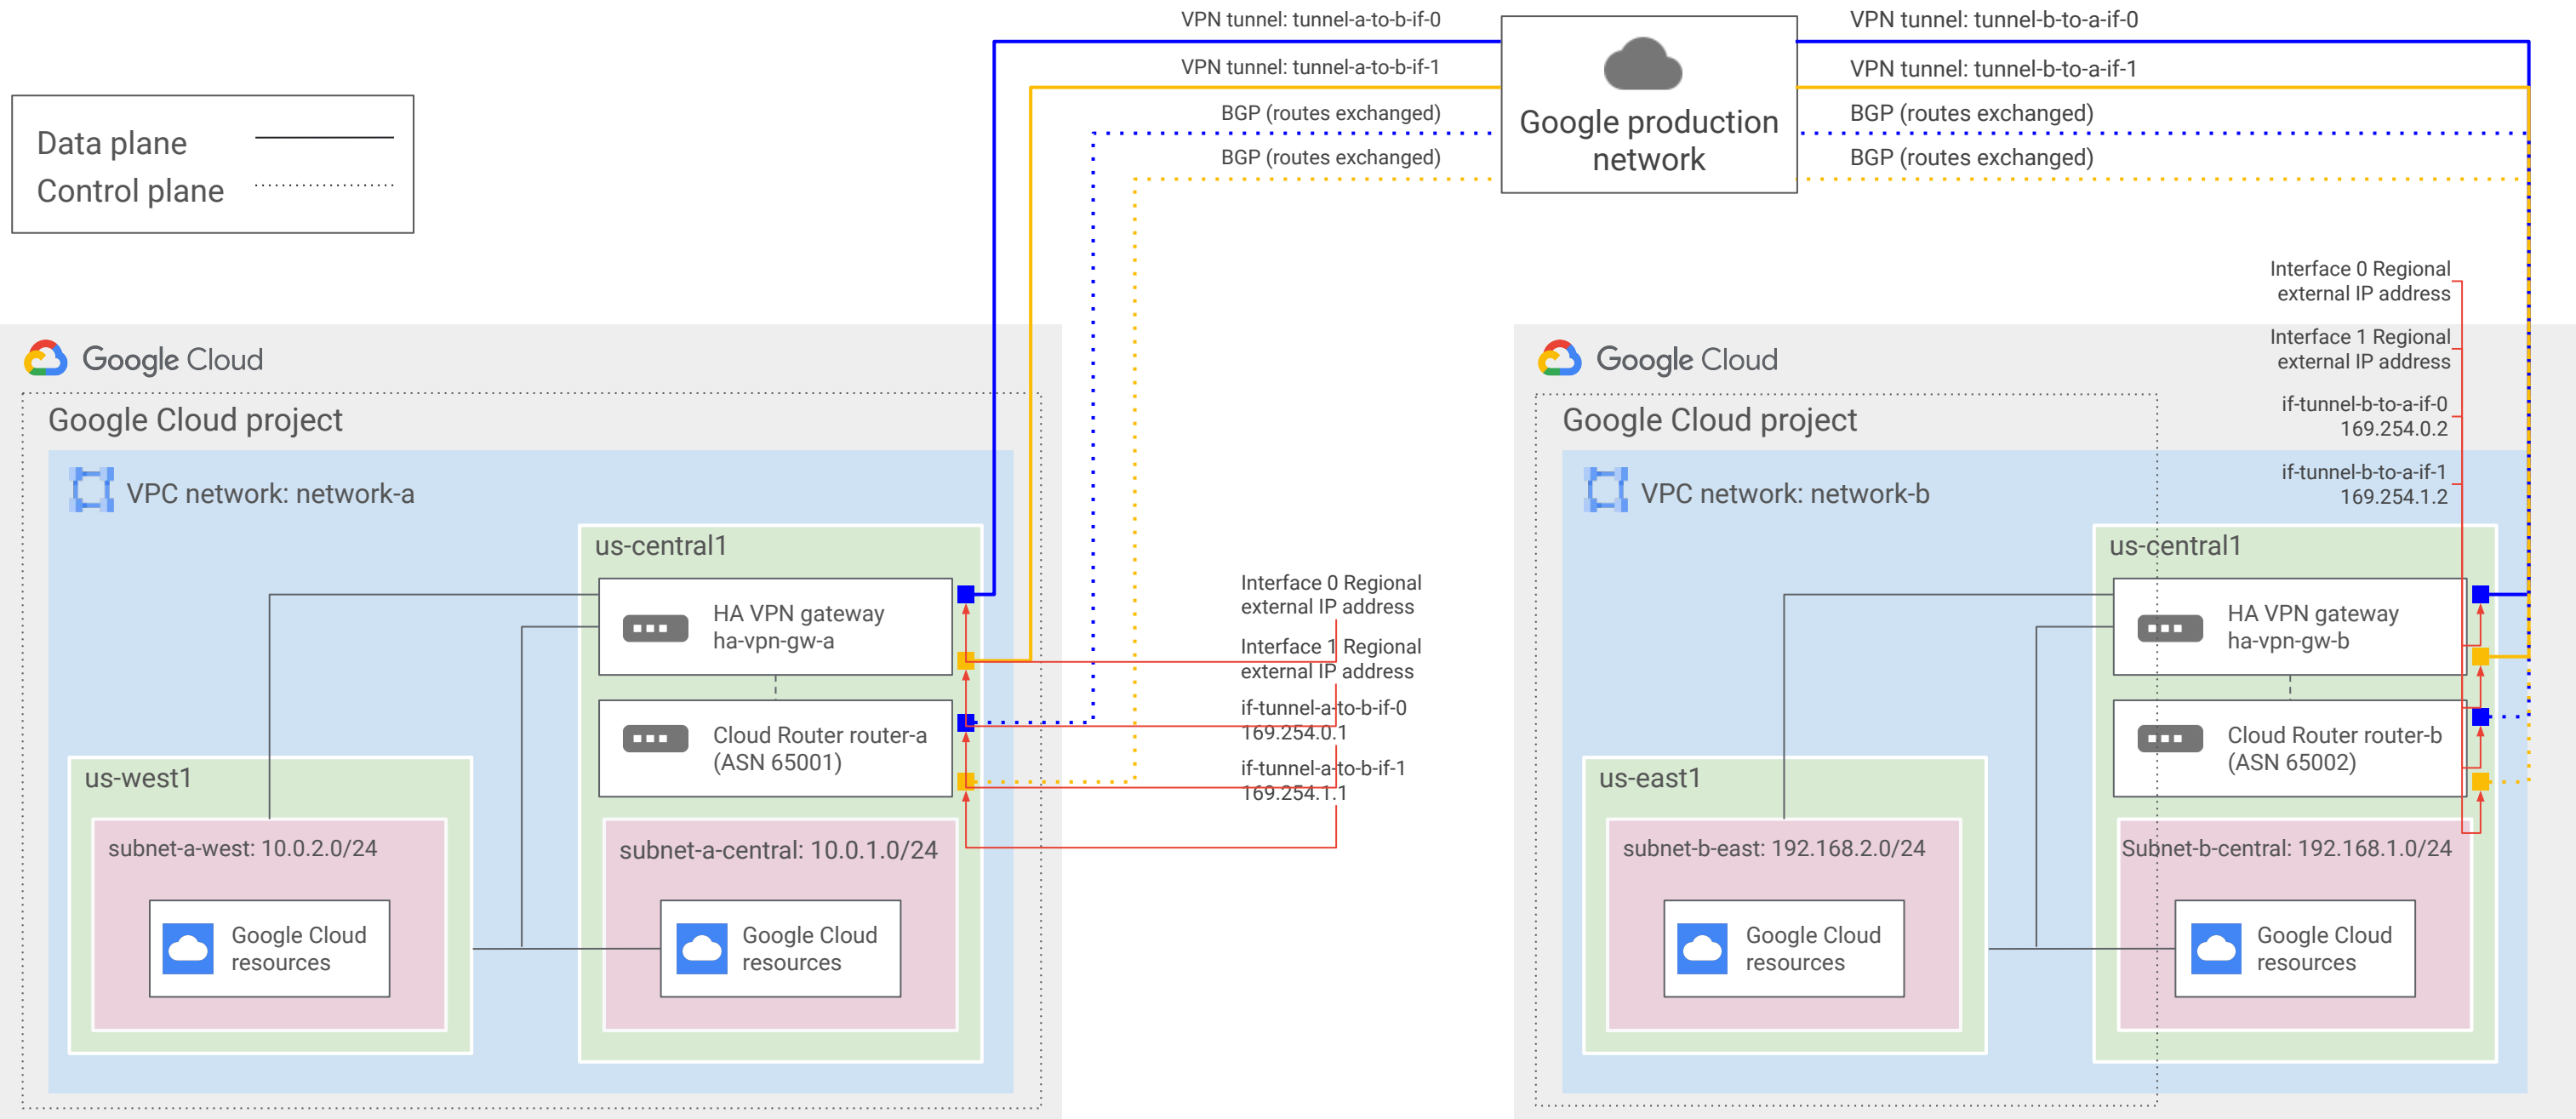 VPN tunnel: tunnel-a-to-b-if-0
VPN tunnel: tunnel-a-to-b-if-1
BGP (routes exchanged)
BGP (routes exchanged)
Google production
network
VPN tunnel: tunnel-b-to-a-if-0
VPN tunnel: tunnel-b-to-a-if-1
BGP (routes exchanged)
BGP (routes exchanged)
Data plane
Control plane
Google Cloud
Google Cloud project
VPC network: network-a
us-central1
HA VPN gateway
ha-vpn-gw-a
Cloud Router router-a
(ASN 65001)
us-west1
subnet-a-west: 10.0.2.0/24
Google Cloud
resources
subnet-a-central: 10.0.1.0/24
Google Cloud
resources
Interface 0 Regional
external IP address
Interface 1 Regional
external IP address
if-tunnel-a-to-b-if-0
169.254.0.1
if-tunnel-a-to-b-if-1
169.254.1.1
Interface 0 Regional
external IP address
Interface 1 Regional
external IP address
if-tunnel-b-to-a-if-0
169.254.0.2
if-tunnel-b-to-a-if-1
169.254.1.2
Google Cloud
Google Cloud project
VPC network: network-b
us-central1
HA VPN gateway
ha-vpn-gw-b
Cloud Router router-b
(ASN 65002)
us-east1
subnet-b-east: 192.168.2.0/24
Google Cloud
resources
Subnet-b-central: 192.168.1.0/24
Google Cloud
resources